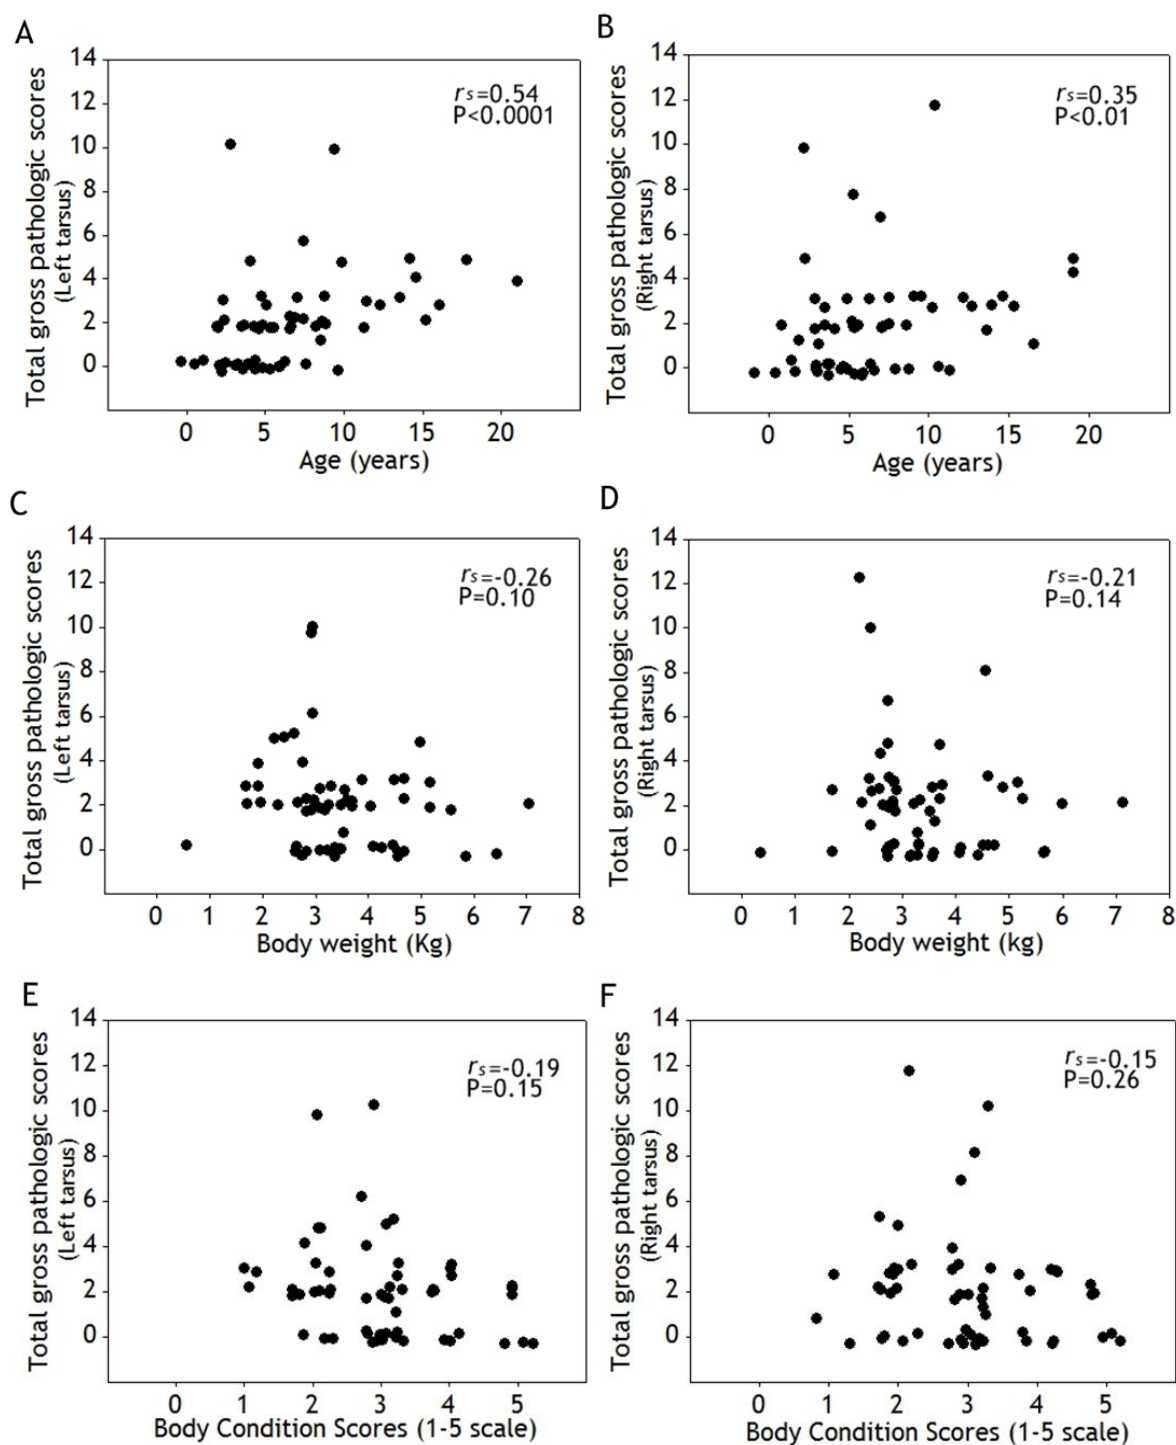 A
Total gross pathologic scores
(Left tarsus)
14
12
10
8
6
4
2
0
rs=0.54
P<0.0001
0 5 10 15 20
Age (years)
B
Total gross pathologic scores
(Right tarsus)
14
12
10
8
6
4
2
0
rs=0.35
P<0.01
0 5 10 15 20
Age (years)
C
Total gross pathologic scores
(Left tarsus)
14
12
10
8
6
4
2
0
rs=-0.26
P=0.10
0 1 2 3 4 5 6 7 8
Body weight (Kg)
D
Total gross pathologic scores
(Right tarsus)
14
12
10
8
6
4
2
0
rs=-0.21
P=0.14
0 1 2 3 4 5 6 7 8
Body weight (kg)
E
Total gross pathologic scores
(Left tarsus)
14
12
10
8
6
4
2
0
rs=-0.19
P=0.15
0 1 2 3 4 5
Body Condition Scores (1-5 scale)
F
Total gross pathologic scores
(Right tarsus)
14
12
10
8
6
4
2
0
rs=-0.15
P=0.26
0 1 2 3 4 5
Body Condition Scores (1-5 scale)